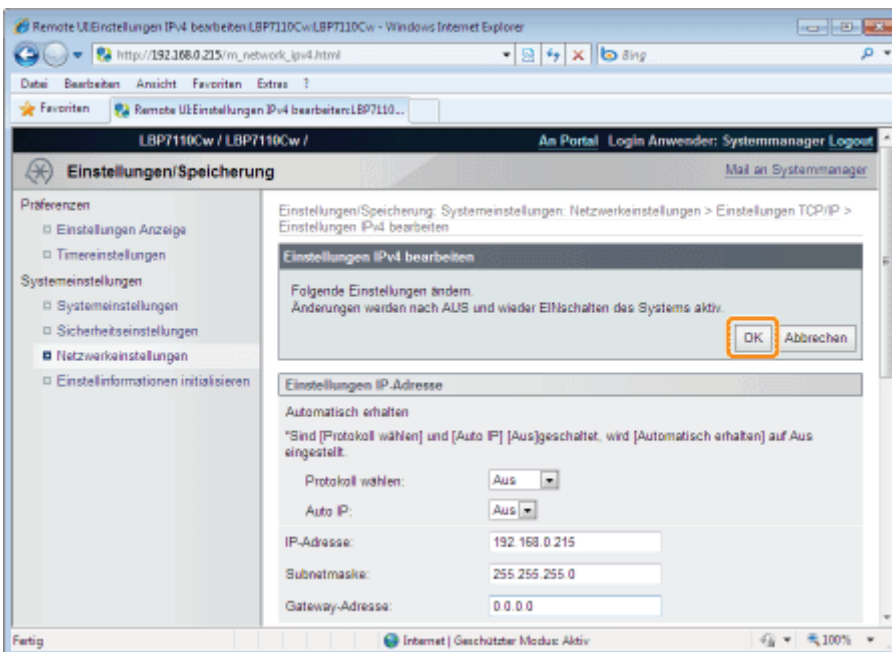 Remote UI:Einstellungen IPv4 bearbeiten:LBP7110Cw:LBP7110Cw - Windows Internet Explorer
http://192.168.0.215/m_network_ipv4.html
Bing
Datei Bearbeiten Ansicht Favoriten Extras ?
Favoriten Remote UI:Einstellungen IPv4 bearbeiten:LBP7110...
LBP7110Cw / LBP7110Cw / An Portal Login Anwender: Systemmanager Logout
Einstellungen/Speicherung Mail an Systemmanager
Präferenzen
Einstellungen Anzeige
Timereinstellungen
Systemeinstellungen
Systemeinstellungen
Sicherheitseinstellungen
Netzwerkeinstellungen
Einstellinformationen initialisieren
Einstellungen/Speicherung: Systemeinstellungen: Netzwerkeinstellungen > Einstellungen TCP/IP >
Einstellungen IPv4 bearbeiten
Einstellungen IPv4 bearbeiten
Folgende Einstellungen ändern.
Änderungen werden nach AUS und wieder EINschalten des Systems aktiv.
OK Abbrechen
Einstellungen IP-Adresse
Automatisch erhalten
*Sind [Protokoll wählen] und [Auto IP] [Aus]geschaltet, wird [Automatisch erhalten] auf Aus
eingestellt.
Protokoll wählen: Aus
Auto IP: Aus
IP-Adresse: 192.168.0.215
Subnetmaske: 255.255.255.0
Gateway-Adresse: 0.0.0.0
Fertig Internet | Geschützter Modus: Aktiv 100%